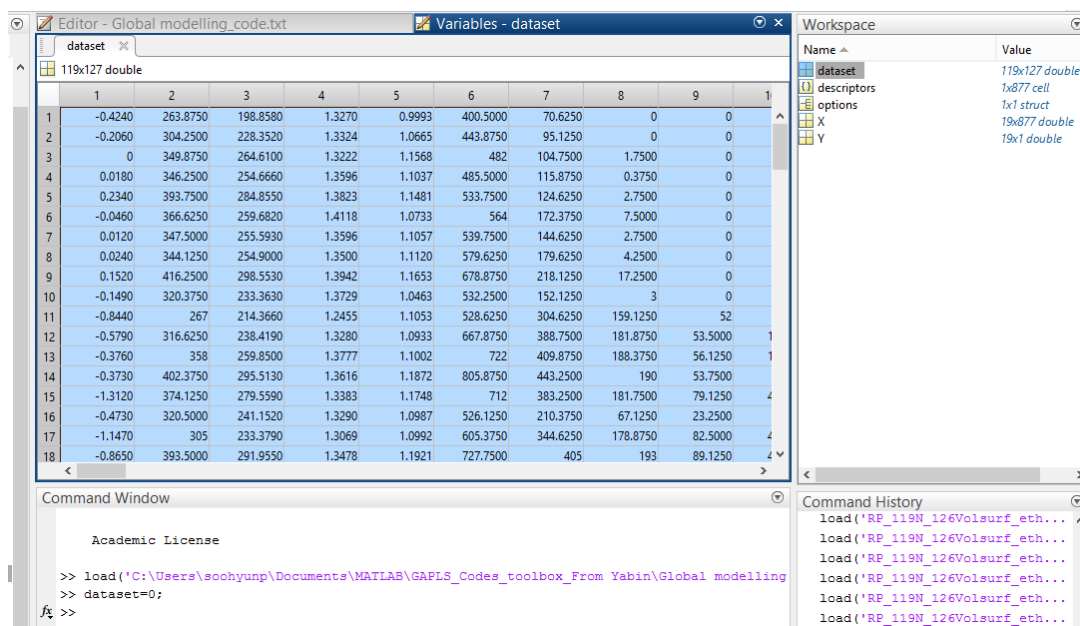 Editor - Global modelling_code.txt
Variables - dataset
dataset
119x127 double
1 2 3 4 5 6 7 8 9
1 -0.4240 263.8750 198.8580 1.3270 0.9993 400.5000 70.6250 0 0
2 -0.2060 304.2500 228.3520 1.3324 1.0665 443.8750 95.1250 0 0
3 0 349.8750 264.6100 1.3222 1.1568 482 104.7500 1.7500 0
4 0.0180 346.2500 254.6660 1.3596 1.1037 485.5000 115.8750 0.3750 0
5 0.2340 393.7500 284.8550 1.3823 1.1481 533.7500 124.6250 2.7500 0
6 -0.0460 366.6250 259.6820 1.4118 1.0733 564 172.3750 7.5000 0
7 0.0120 347.5000 255.5930 1.3596 1.1057 539.7500 144.6250 2.7500 0
8 0.0240 344.1250 254.9000 1.3500 1.1120 579.6250 179.6250 4.2500 0
9 0.1520 416.2500 298.5530 1.3942 1.1653 678.8750 218.1250 17.2500 0
10 -0.1490 320.3750 233.3630 1.3729 1.0463 532.2500 152.1250 3 0
11 -0.8440 267 214.3660 1.2455 1.1053 528.6250 304.6250 159.1250 52
12 -0.5790 316.6250 238.4190 1.3280 1.0933 667.8750 388.7500 181.8750 53.5000
13 -0.3760 358 259.8500 1.3777 1.1002 722 409.8750 188.3750 56.1250
14 -0.3730 402.3750 295.5130 1.3616 1.1872 805.8750 443.2500 190 53.7500
15 -1.3120 374.1250 279.5590 1.3383 1.1748 712 383.2500 181.7500 79.1250
16 -0.4730 320.5000 241.1520 1.3290 1.0987 526.1250 210.3750 67.1250 23.2500
17 -1.1470 305 233.3790 1.3069 1.0992 605.3750 344.6250 178.8750 82.5000
18 -0.8650 393.5000 291.9550 1.3478 1.1921 727.7500 405 193 89.1250
Workspace
Name Value
dataset 119x127 double
descriptors 1x877 cell
options 1x1 struct
X 19x877 double
Y 19x1 double
Command Window
Academic License
>> load('C:\Users\soohyunp\Documents\MATLAB\GAPLS_Codes_toolbox_From Yabin\Global modelling
>> dataset=0;
fx >>
Command History
load('RP_119N_126Volsurf_eth...
load('RP_119N_126Volsurf_eth...
load('RP_119N_126Volsurf_eth...
load('RP_119N_126Volsurf_eth...
load('RP_119N_126Volsurf_eth...
load('RP_119N_126Volsurf_eth...